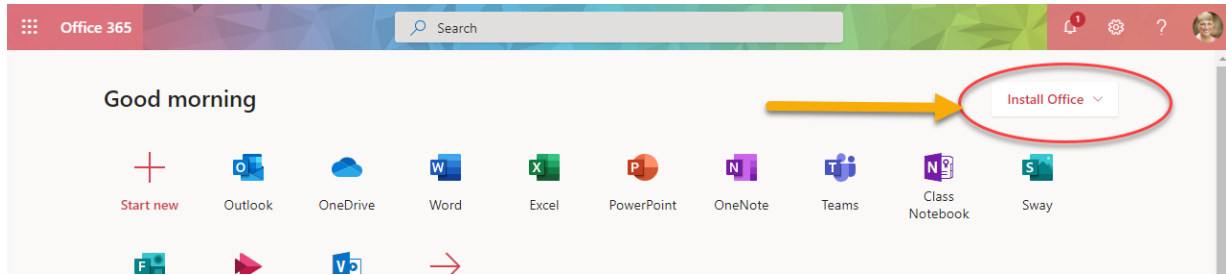 Office 365
Search
1
?
Good morning
Install Office
Start new
Outlook
OneDrive
Word
Excel
PowerPoint
OneNote
Teams
Class
Notebook
Sway